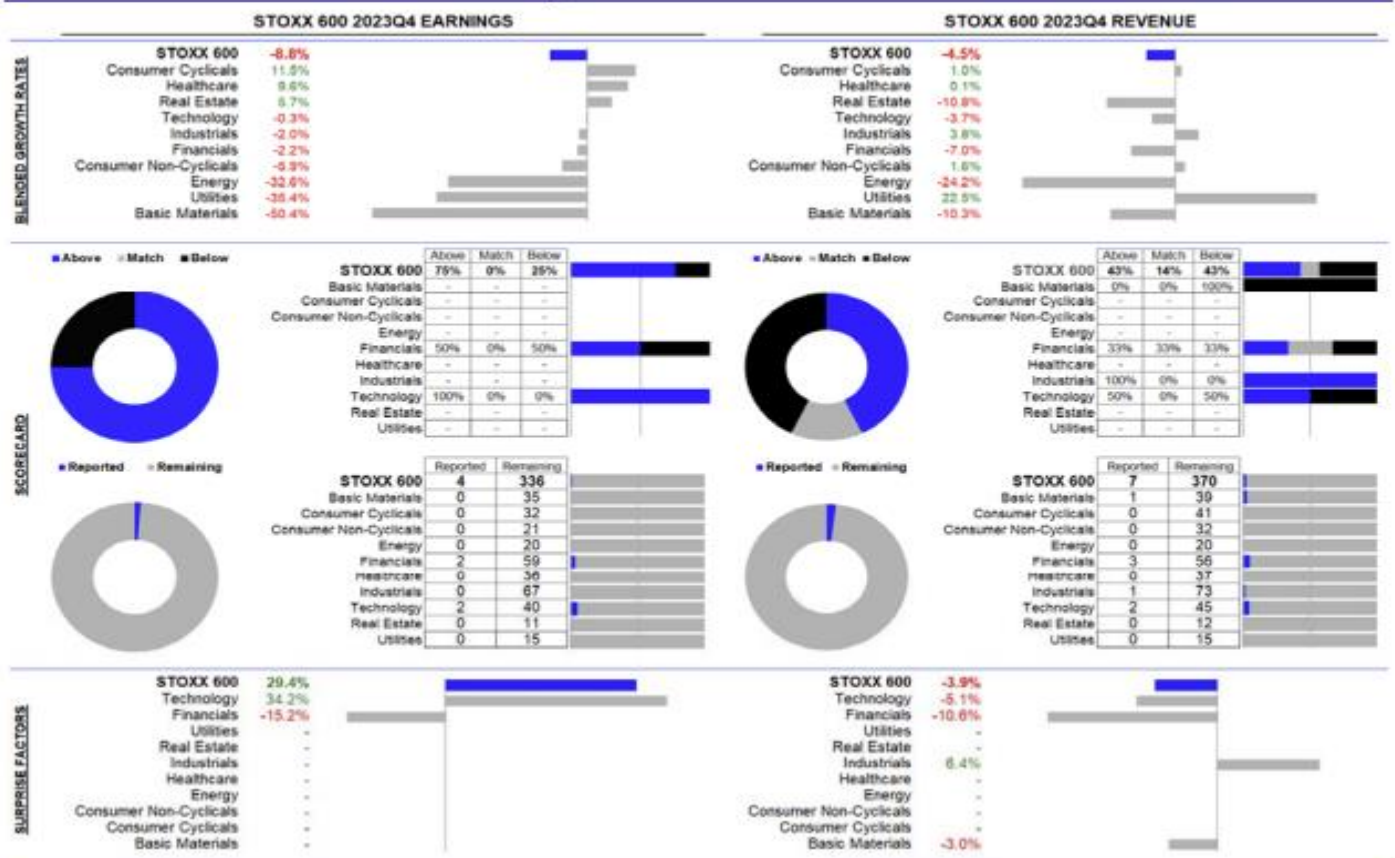 STOXX 600 2023Q4 EARNINGS
BLENDED GROWTH RATES
STOXX 600 -8.8%
Consumer Cyclicals 11.5%
Healthcare 9.6%
Real Estate 5.7%
Technology -0.3%
Industrials -2.0%
Financials -2.2%
Consumer Non-Cyclicals -5.9%
Energy -32.6%
Utilities -35.4%
Basic Materials -50.4%
STOXX 600 2023Q4 REVENUE
STOXX 600 -4.5%
Consumer Cyclicals 1.0%
Healthcare 0.1%
Real Estate -10.8%
Technology -3.7%
Industrials 3.8%
Financials -7.0%
Consumer Non-Cyclicals 1.6%
Energy -24.2%
Utilities 22.5%
Basic Materials -10.3%
SCORECARD
Above Match Below
Above Match Below
STOXX 600 75% 0% 25%
Basic Materials - - -
Consumer Cyclicals - - -
Consumer Non-Cyclicals - - -
Energy - - -
Financials 50% 0% 50%
Healthcare - - -
Industrials - - -
Technology 100% 0% 0%
Real Estate - - -
Utilities - - -
Above Match Below
Above Match Below
STOXX 600 43% 14% 43%
Basic Materials 0% 0% 100%
Consumer Cyclicals - - -
Consumer Non-Cyclicals - - -
Energy - - -
Financials 33% 33% 33%
Healthcare - - -
Industrials 100% 0% 0%
Technology 50% 0% 50%
Real Estate - - -
Utilities - - -
Reported Remaining
Reported Remaining
STOXX 600 4 336
Basic Materials 0 35
Consumer Cyclicals 0 32
Consumer Non-Cyclicals 0 21
Energy 0 20
Financials 2 59
Healthcare 0 36
Industrials 0 67
Technology 2 40
Real Estate 0 11
Utilities 0 15
Reported Remaining
Reported Remaining
STOXX 600 7 370
Basic Materials 1 39
Consumer Cyclicals 0 41
Consumer Non-Cyclicals 0 32
Energy 0 20
Financials 3 56
Healthcare 0 37
Industrials 1 73
Technology 2 45
Real Estate 0 12
Utilities 0 15
SURPRISE FACTORS
STOXX 600 29.4%
Technology 34.2%
Financials -15.2%
Utilities -
Real Estate -
Industrials -
Healthcare -
Energy -
Consumer Non-Cyclicals -
Consumer Cyclicals -
Basic Materials -
STOXX 600 -3.9%
Technology -5.1%
Financials -10.6%
Utilities -
Real Estate -
Industrials 6.4%
Healthcare -
Energy -
Consumer Non-Cyclicals -
Consumer Cyclicals -
Basic Materials -3.0%